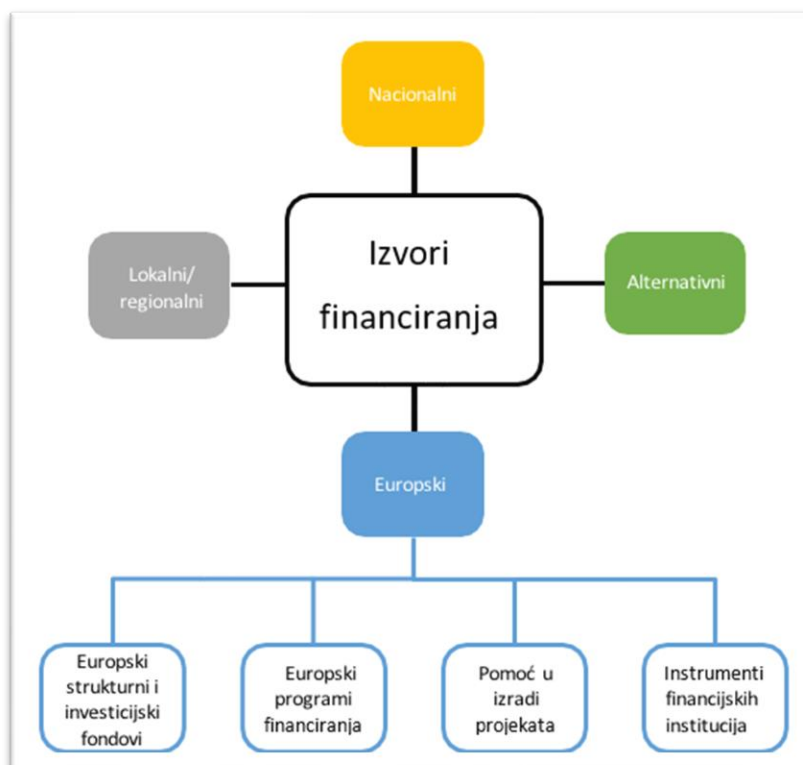 Nacionalni
Izvori
financiranja
Lokalni/
regionalni
Alternativni
Europski
Europski
strukturni i
investicijski
fondovi
Europski
programi
financiranja
Pomoć u
izradi
projekata
Instrumenti
financijskih
institucija